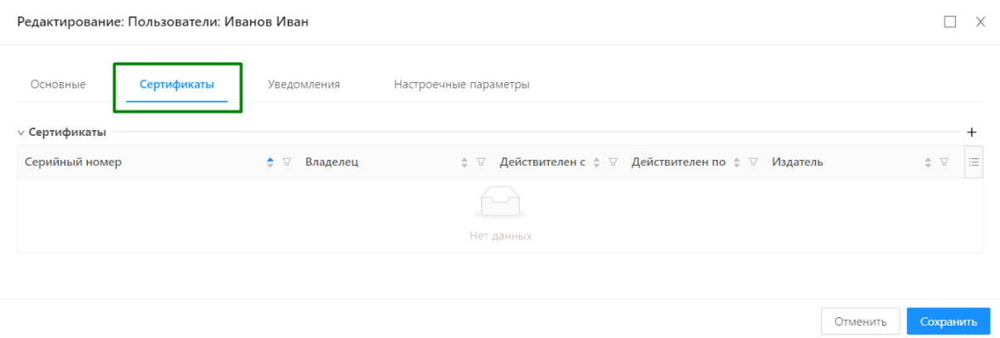 Редактирование: Пользователи: Иванов Иван
Основные Сертификаты Уведомления Настроечные параметры
Сертификаты
Серийный номер Владелец Действителен с Действителен по Издатель
Нет данных
Отменить Сохранить